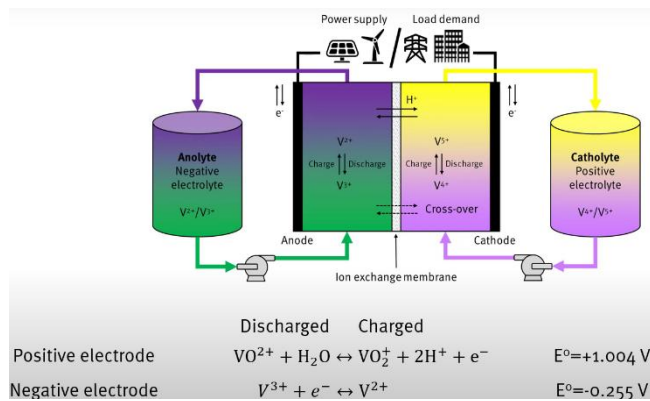 Power supply Load demand
e⁻ H⁺ e⁻
Anolyte
Negative
electrolyte
V²⁺/V³⁺
V²⁺ V⁵⁺
Charge Discharge Charge Discharge
V³⁺ V⁴⁺
Catholyte
Positive
electrolyte
V⁴⁺/V⁵⁺
Cross-over
Anode Cathode
Ion exchange membrane
Discharged Charged
Positive electrode VO²⁺ + H₂O ↔ VO₂⁺ + 2H⁺ + e⁻ Eᵒ=+1.004 V
Negative electrode V³⁺ + e⁻ ↔ V²⁺ Eᵒ=-0.255 V